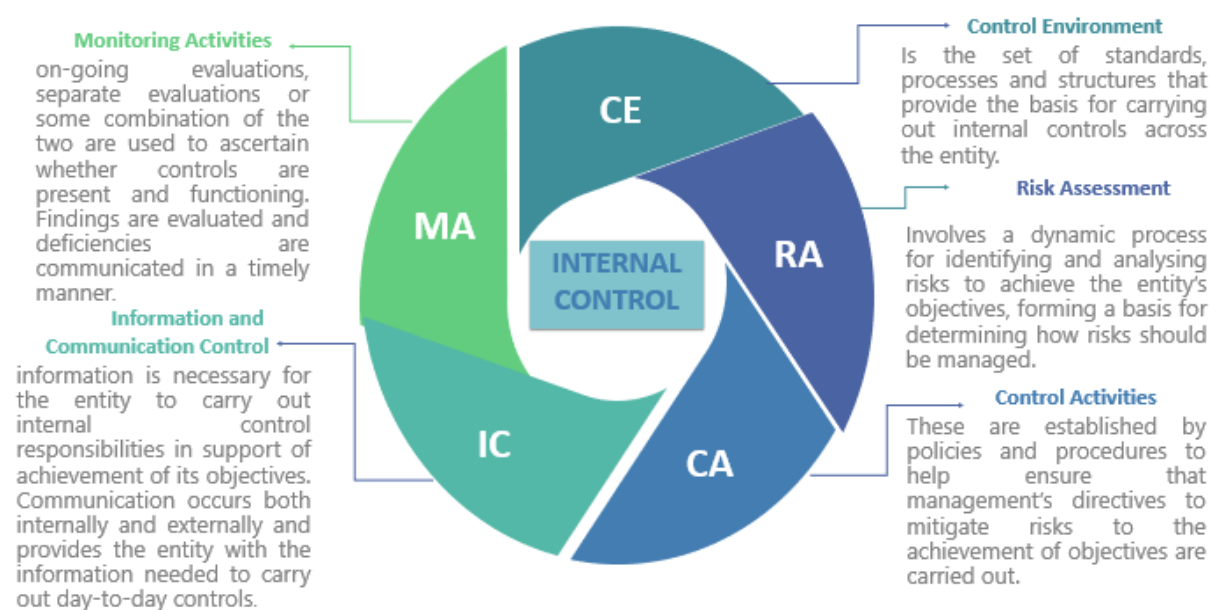 Monitoring Activities
on-going evaluations,
separate evaluations or
some combination of the
two are used to ascertain
whether controls are
present and functioning.
Findings are evaluated and
deficiencies are
communicated in a timely
manner.
Information and
Communication Control
information is necessary for
the entity to carry out
internal control
responsibilities in support of
achievement of its objectives.
Communication occurs both
internally and externally and
provides the entity with the
information needed to carry
out day-to-day controls.
CE
RA
CA
IC
MA
INTERNAL
CONTROL
Control Environment
Is the set of standards,
processes and structures that
provide the basis for carrying
out internal controls across
the entity.
Risk Assessment
Involves a dynamic process
for identifying and analysing
risks to achieve the entity's
objectives, forming a basis for
determining how risks should
be managed.
Control Activities
These are established by
policies and procedures to
help ensure that
management's directives to
mitigate risks to the
achievement of objectives are
carried out.